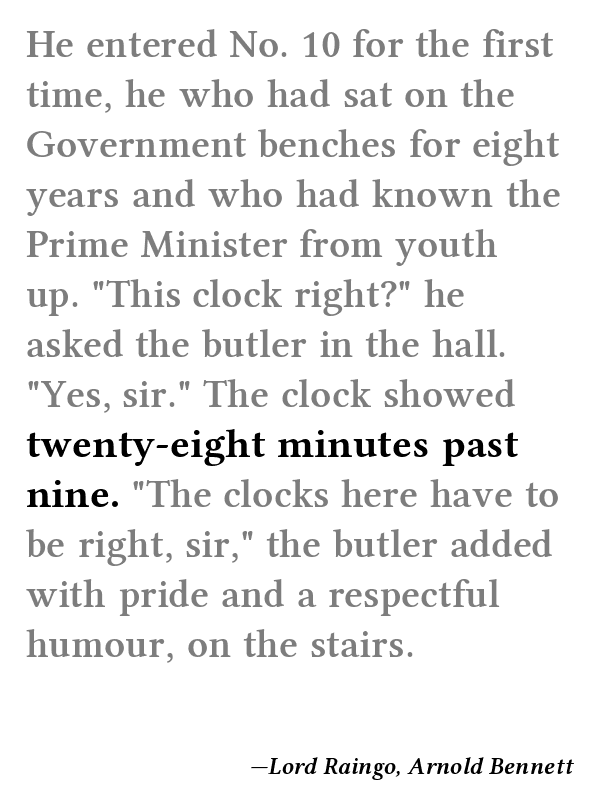 He entered No. 10 for the first
time, he who had sat on the
Government benches for eight
years and who had known the
Prime Minister from youth
up. "This clock right?" he
asked the butler in the hall.
"Yes, sir." The clock showed
twenty-eight minutes past
nine. "The clocks here have to
be right, sir," the butler added
with pride and a respectful
humour, on the stairs.
—Lord Raingo, Arnold Bennett